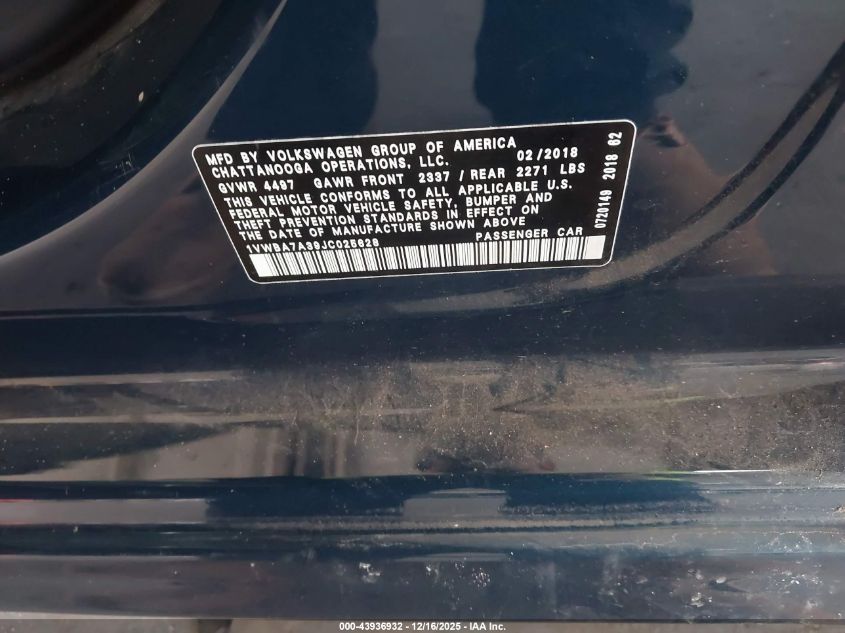 MFD BY VOLKSWAGEN GROUP OF AMERICA
CHATTANOOGA OPERATIONS, LLC. 02/2018
GVWR 4497 GAWR FRONT 2337 / REAR 2271 LBS
THIS VEHICLE CONFORMS TO ALL APPLICABLE U.S.
FEDERAL MOTOR VEHICLE SAFETY, BUMPER AND
THEFT PREVENTION STANDARDS IN EFFECT ON
THE DATE OF MANUFACTURE SHOWN ABOVE
1VWBA7A39JC025628 PASSENGER CAR
0720149 2018 62
000-43936932 - 12/16/2025 - IAA Inc.